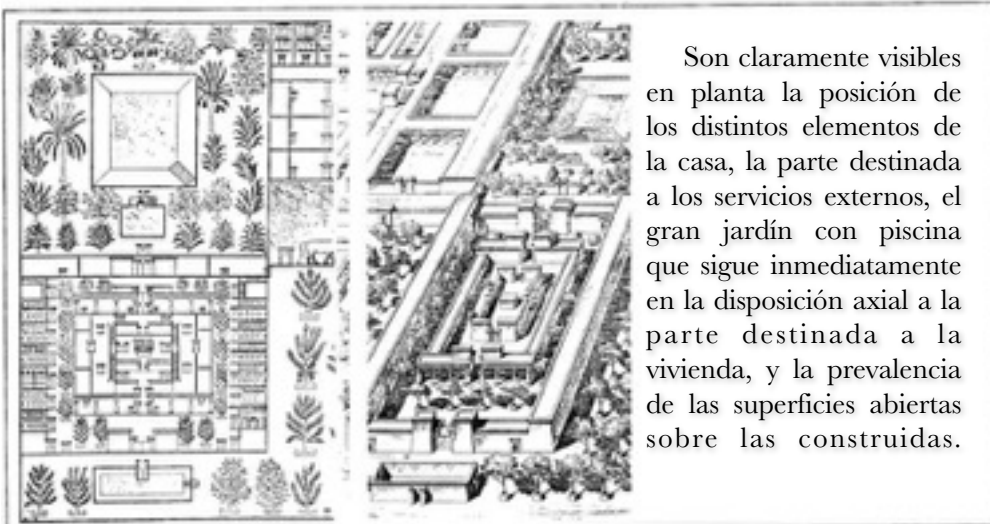 Son claramente visibles
en planta la posición de
los distintos elementos de
la casa, la parte destinada
a los servicios externos, el
gran jardín con piscina
que sigue inmediatamente
en la disposición axial a la
parte destinada a la
vivienda, y la prevalencia
de las superficies abiertas
sobre las construidas.